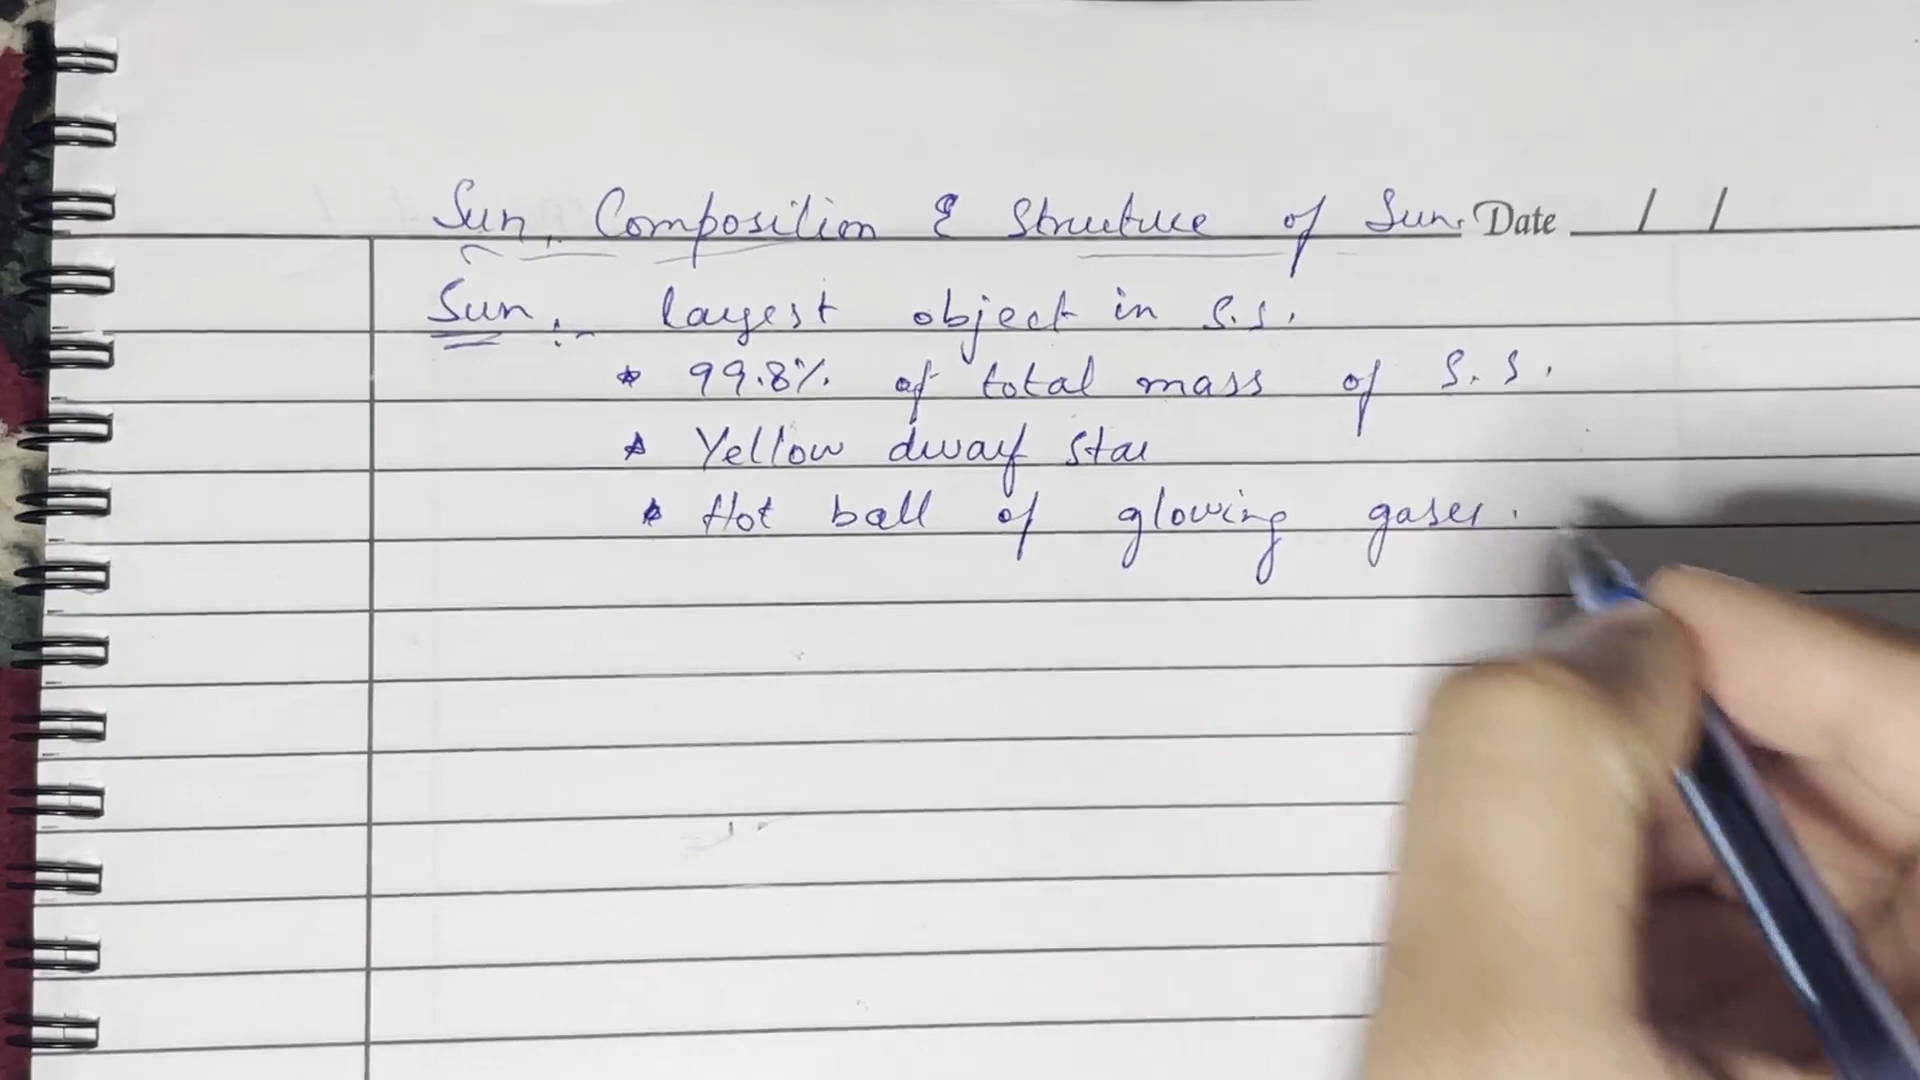 Sun, Composition & Structure of Sun. Date / /
Sun :- largest object in S.S.
* 99.8% of total mass of S.S.
* Yellow dwarf star
* Hot ball of glowing gases.